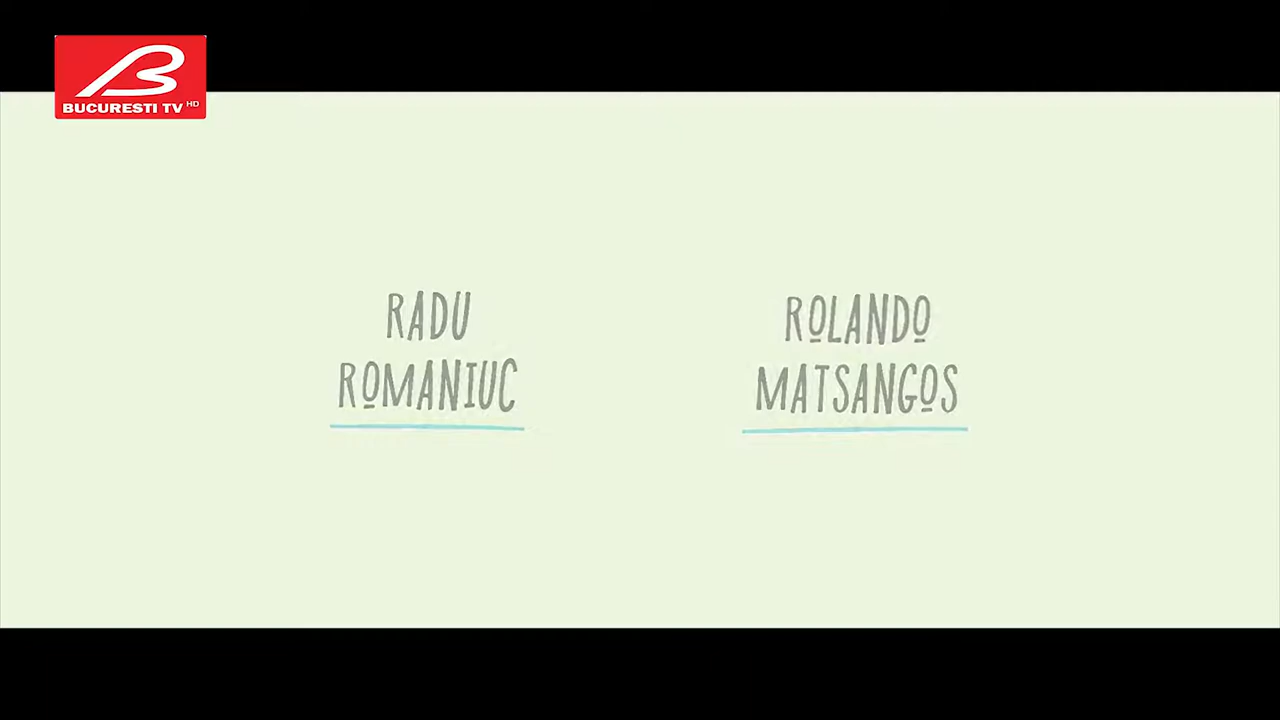 BUCURESTI TV HD
RADU
ROMANIUC
ROLANDO
MATSANGOS